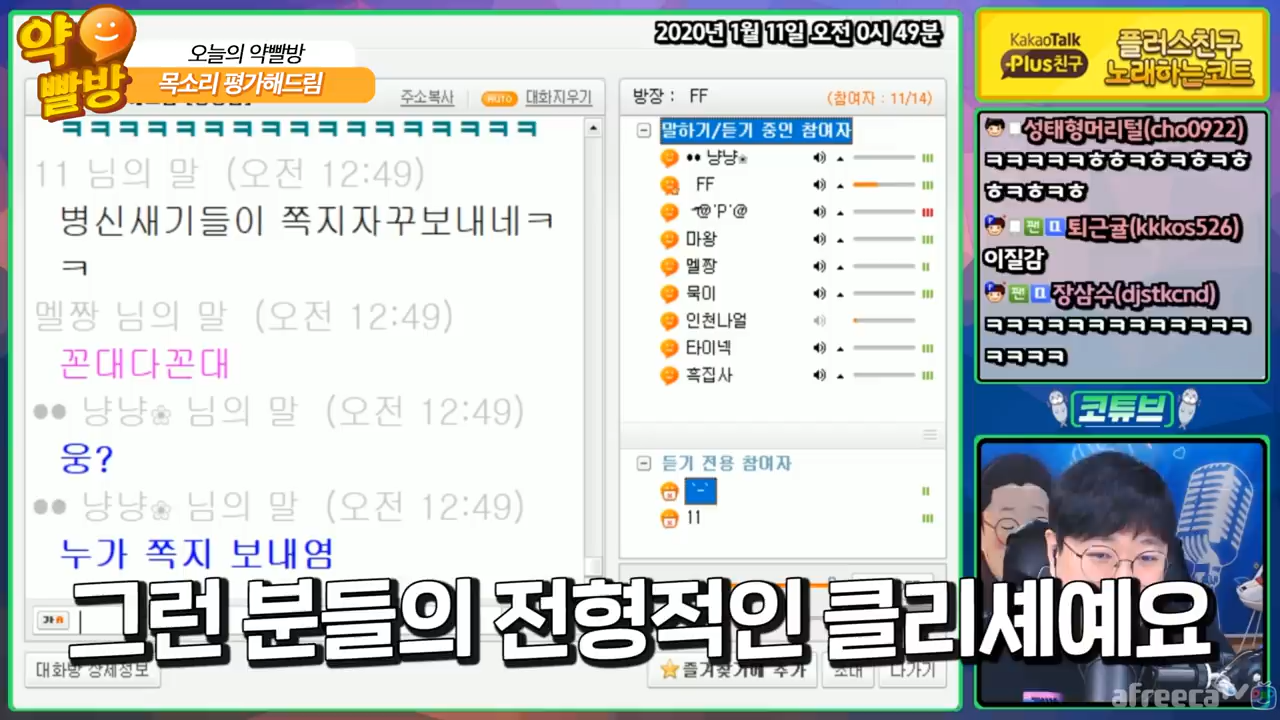 약빨방
오늘의 약빨방
목소리 평가해드림
2020년 1월 11일 오전 0시 49분
주소복사
AUTO 대화지우기
ㅋㅋㅋㅋㅋㅋㅋㅋㅋㅋㅋㅋㅋㅋㅋㅋㅋ
11 님의 말 (오전 12:49)
병신새기들이 쪽지자꾸보내네ㅋ
ㅋ
멜짱 님의 말 (오전 12:49)
꼰대다꼰대
●● 냥냥❀ 님의 말 (오전 12:49)
웅?
●● 냥냥❀ 님의 말 (오전 12:49)
누가 쪽지 보내염
가
대화방 상세정보
방장 : FF
(참여자 : 11/14)
말하기/듣기 중인 참여자
●● 냥냥❀
FF
마왕
멜짱
묵이
인천나얼
타이넥
흑집사
듣기 전용 참여자
`-`
11
즐겨찾기에 추가
초대
나가기
그런 분들의 전형적인 클리셰예요
KakaoTalk
Plus친구
플러스친구
노래하는코트
성태형머리털(cho0922)
ㅋㅋㅋㅋㅋㅎㅎㅋㅎㅋㅎㅋㅎ
ㅎㅋㅎㅋㅎ
팬 퇴근귤(kkkos526)
이질감
팬 장삼수(djstkcnd)
ㅋㅋㅋㅋㅋㅋㅋㅋㅋㅋㅋㅋㅋ
ㅋㅋㅋㅋ
코튜브
afreecaTV